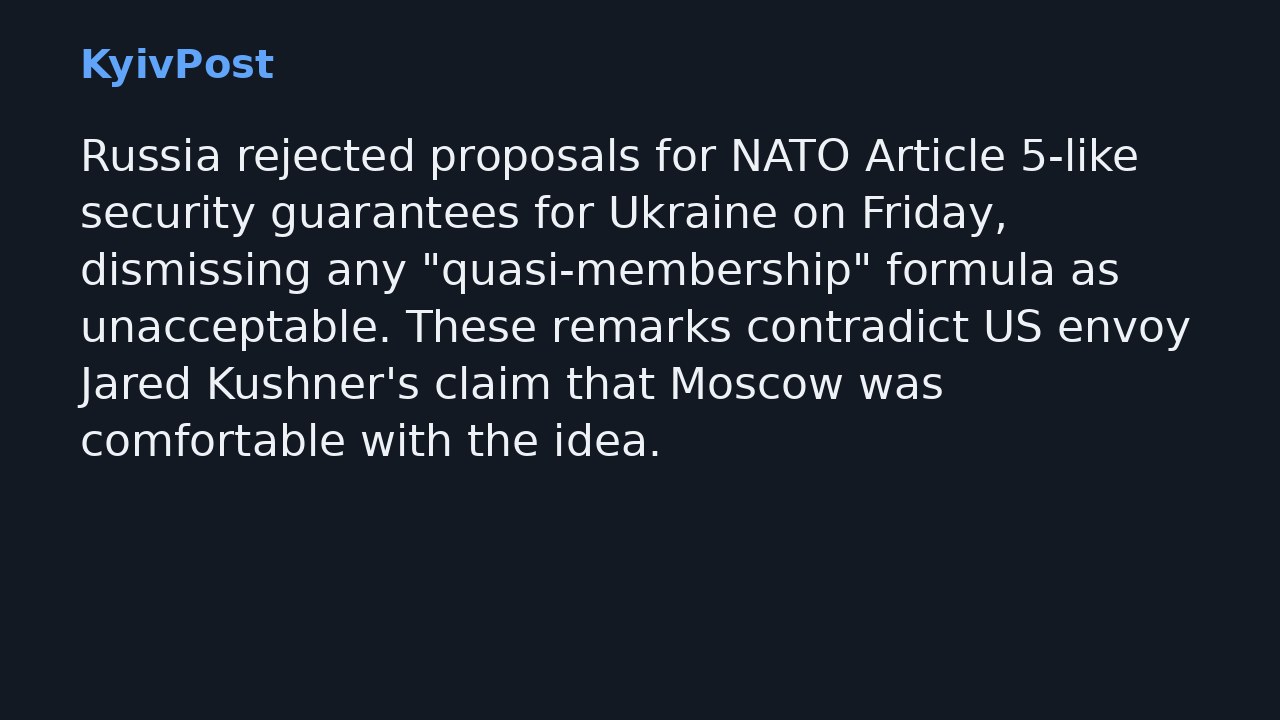 KyivPost
Russia rejected proposals for NATO Article 5-like
security guarantees for Ukraine on Friday,
dismissing any "quasi-membership" formula as
unacceptable. These remarks contradict US envoy
Jared Kushner's claim that Moscow was
comfortable with the idea.